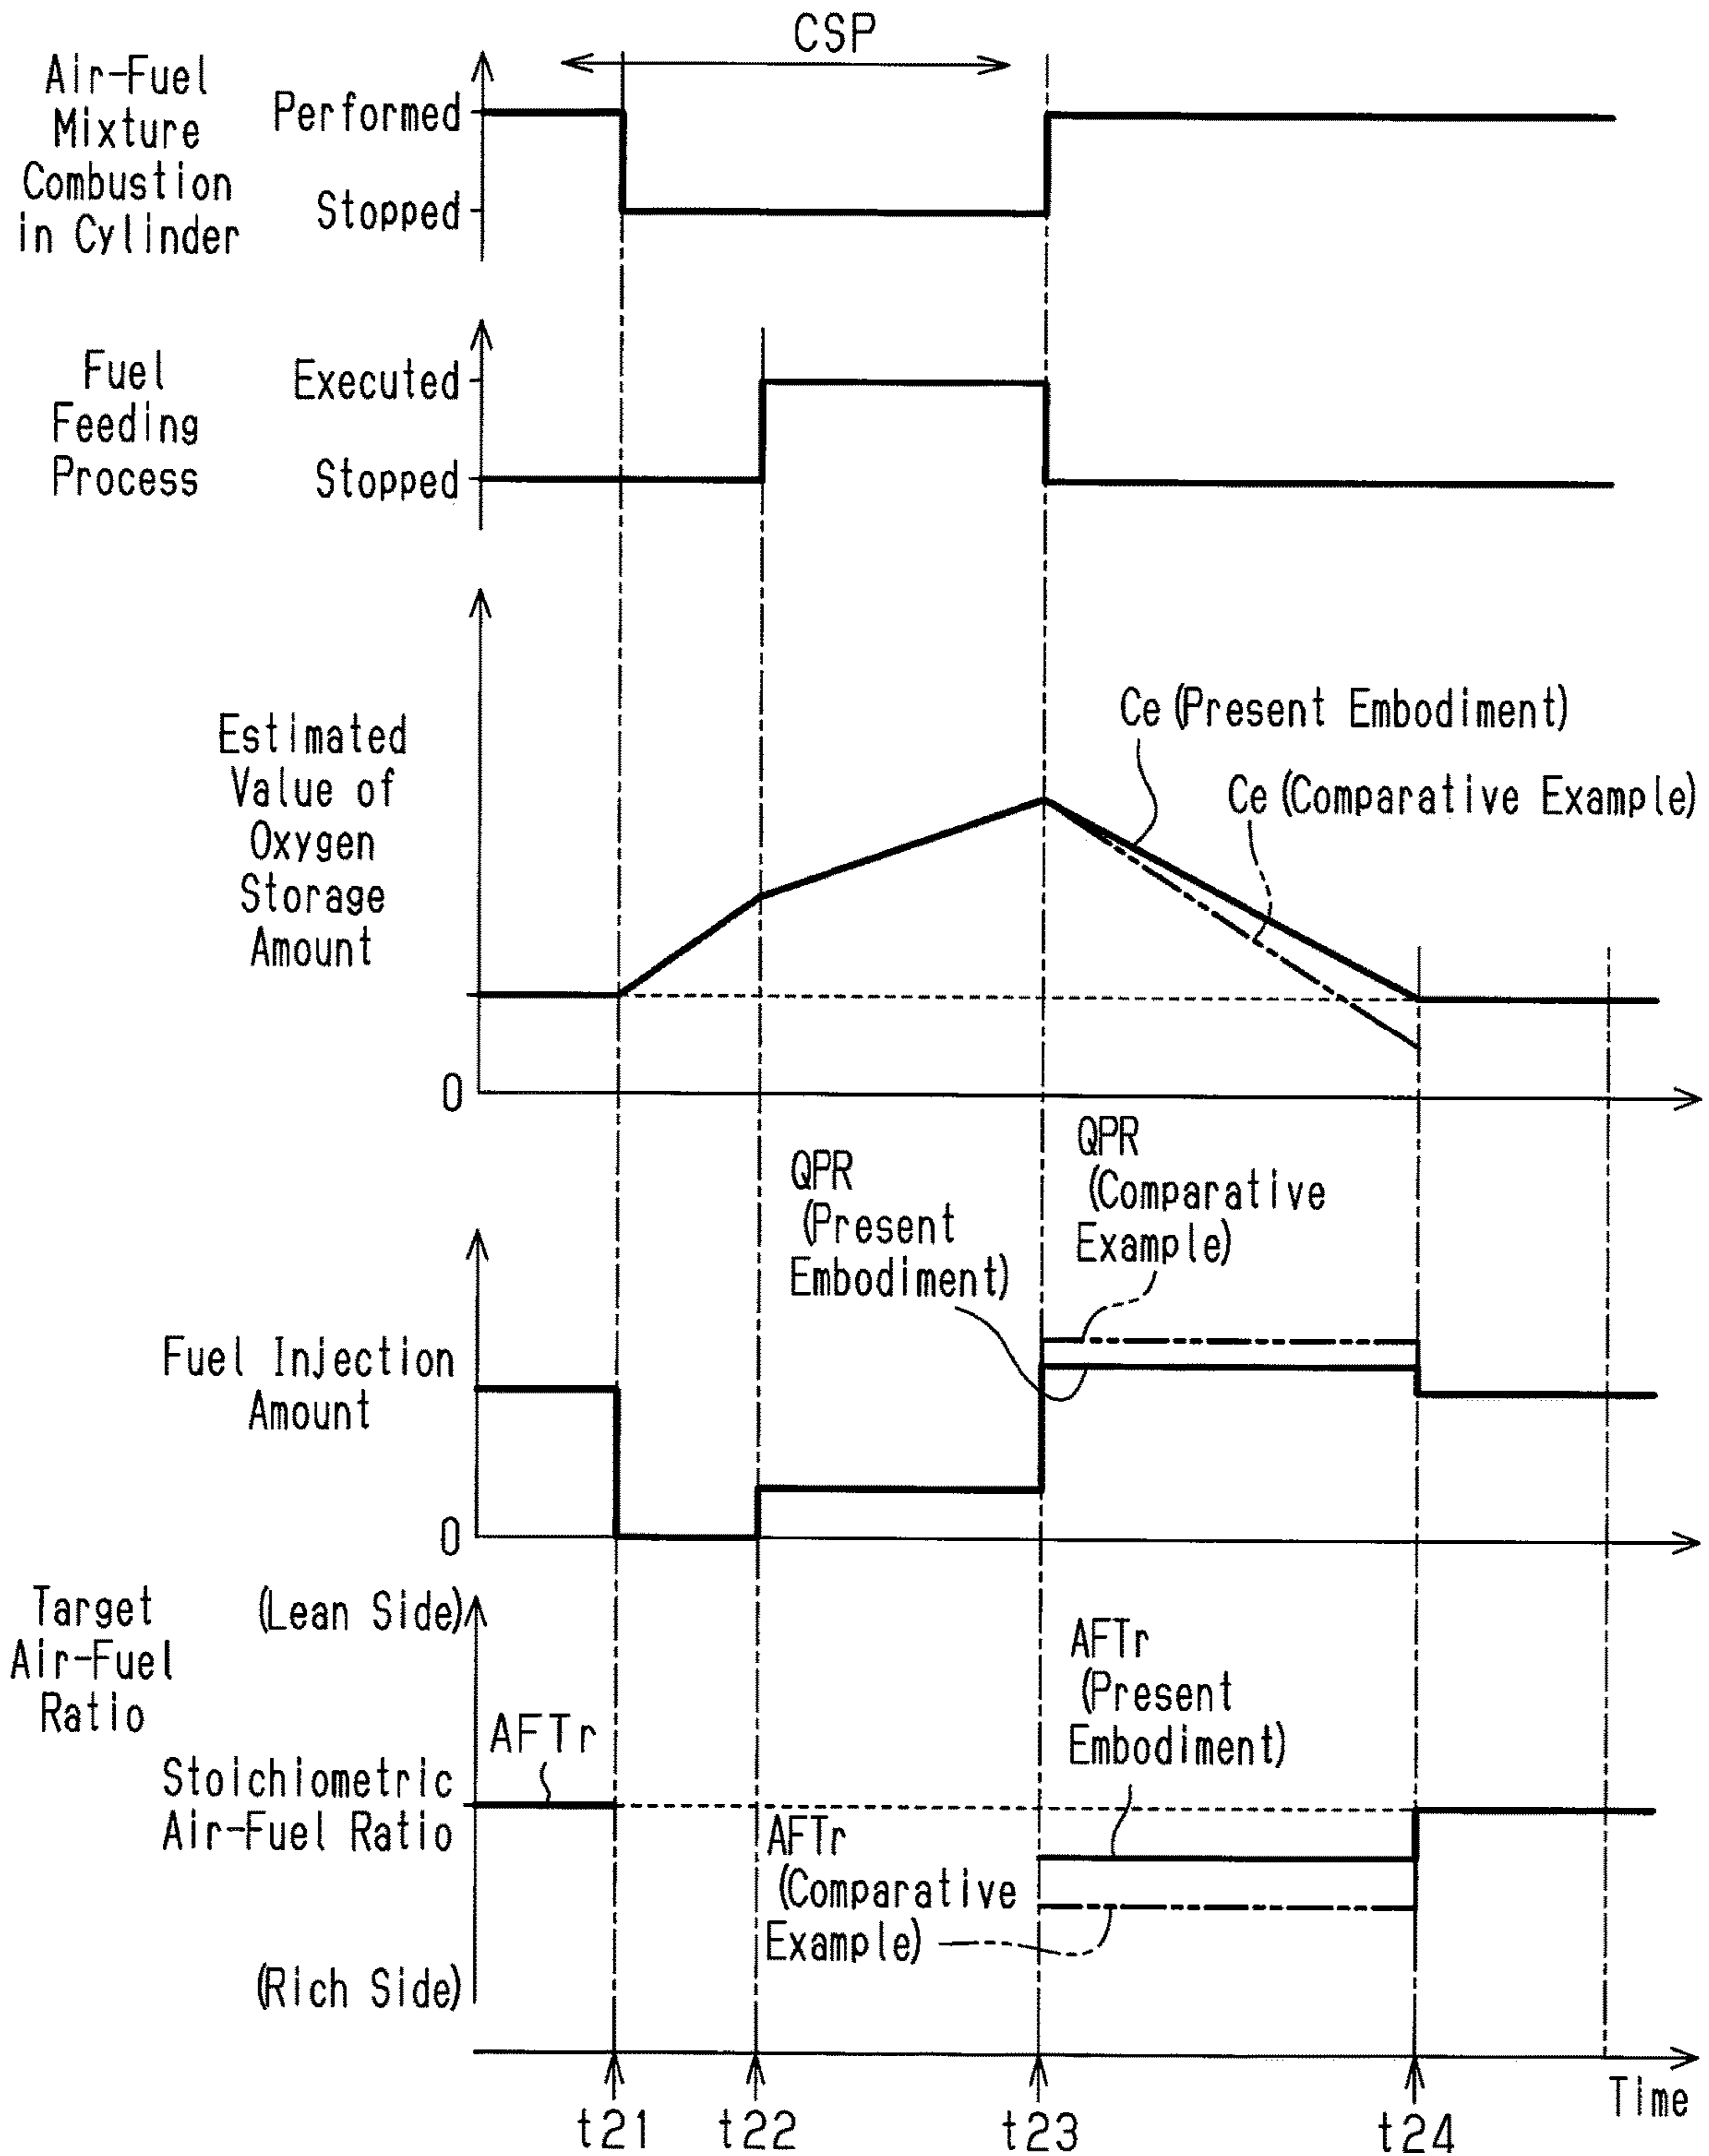 CSP
Air-Fuel
Mixture
Combustion
in Cylinder
Performed
Stopped
Fuel
Feeding
Process
Executed
Stopped
Estimated
Value of
Oxygen
Storage
Amount
Ce (Present Embodiment)
Ce (Comparative Example)
0
QPR
(Present
Embodiment)
QPR
(Comparative
Example)
Fuel Injection
Amount
0
Target
Air-Fuel
Ratio
(Lean Side)
AFTr
Stoichiometric
Air-Fuel Ratio
AFTr
(Present
Embodiment)
AFTr
(Comparative
Example)
(Rich Side)
Time
t21
t22
t23
t24